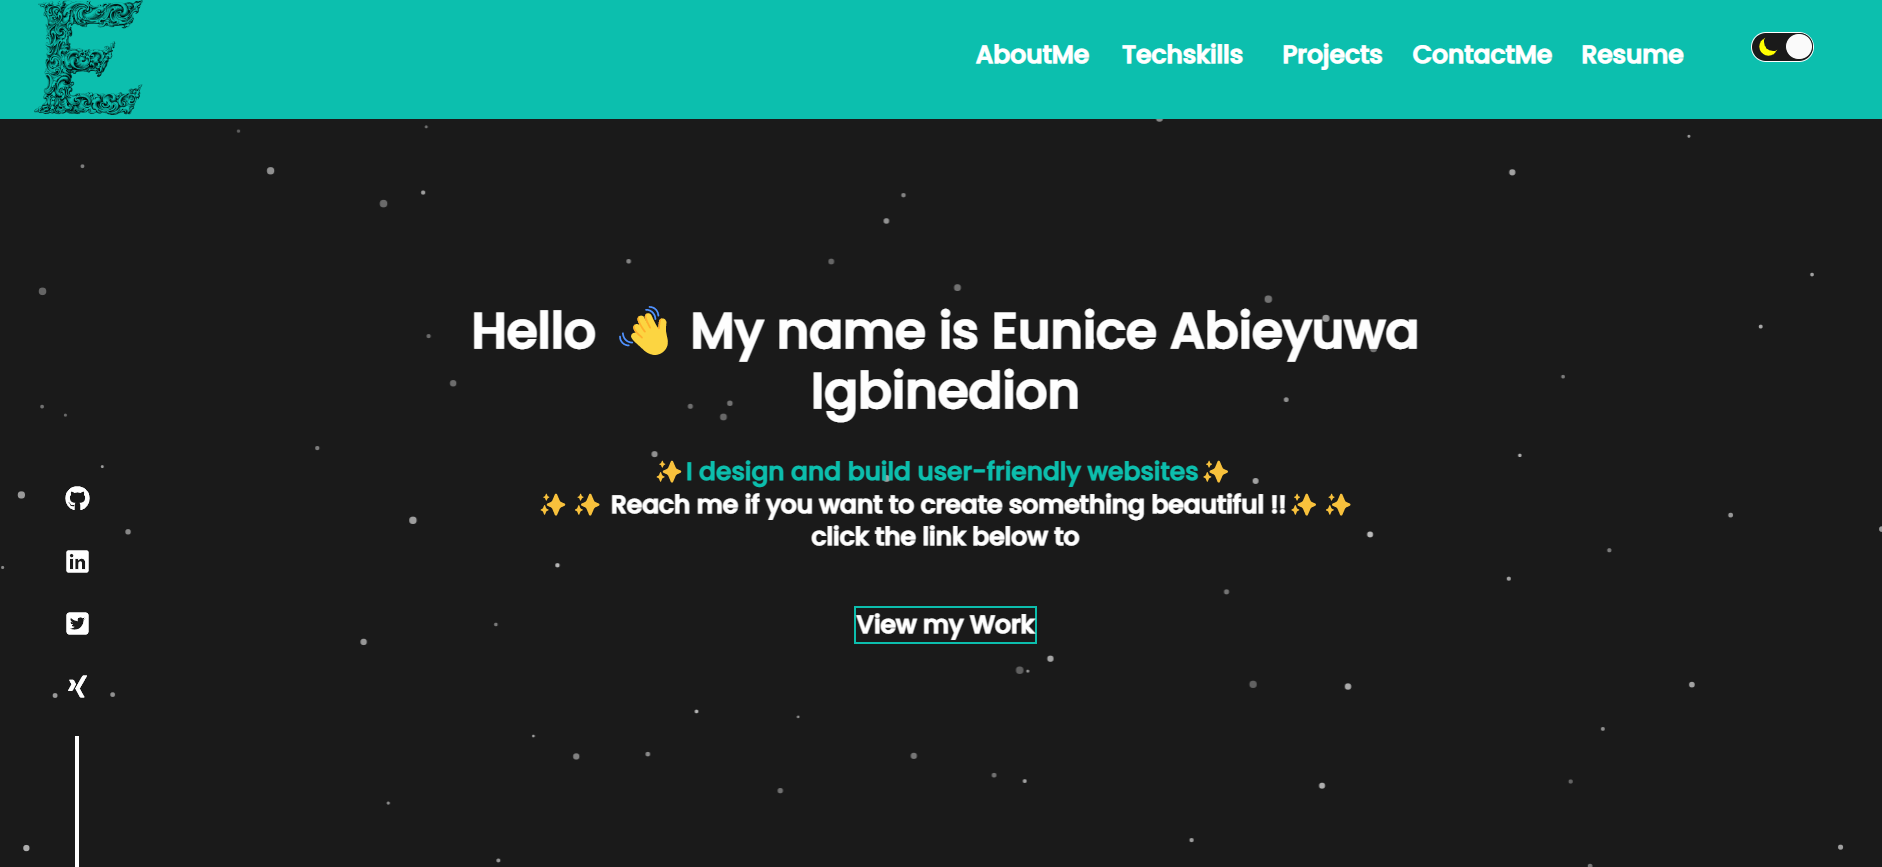 E
AboutMe Techskills Projects ContactMe Resume
Hello 👋 My name is Eunice Abieyuwa
Igbinedion
✨I design and build user-friendly websites✨
✨ ✨ Reach me if you want to create something beautiful !!✨ ✨
click the link below to
View my Work